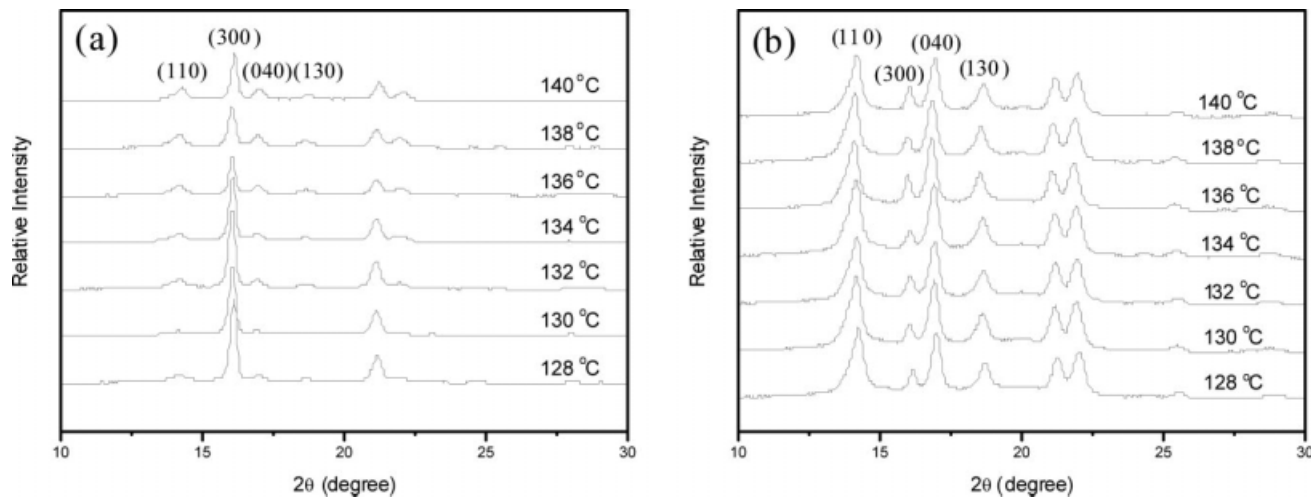 (a)
(300)
(110)
(040)
(130)
140 °C
138 °C
136 °C
134 °C
132 °C
130 °C
128 °C
Relative Intensity
10 15 20 25 30
2θ (degree)
(b)
(110)
(040)
(300)
(130)
140 °C
138 °C
136 °C
134 °C
132 °C
130 °C
128 °C
Relative Intensity
10 15 20 25 30
2θ (degree)